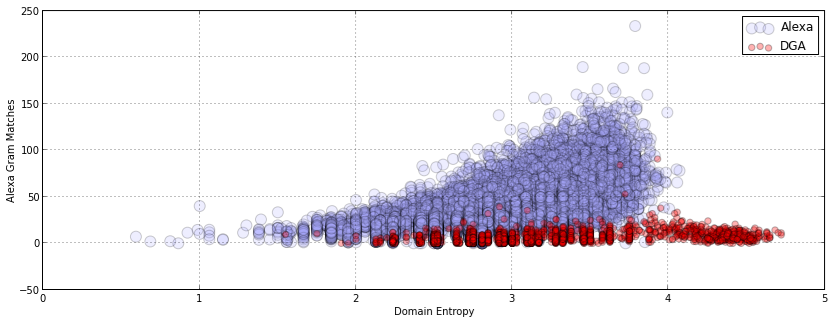 250
200
150
100
50
0
−50
Alexa Gram Matches
Alexa
DGA
0 1 2 3 4 5
Domain Entropy